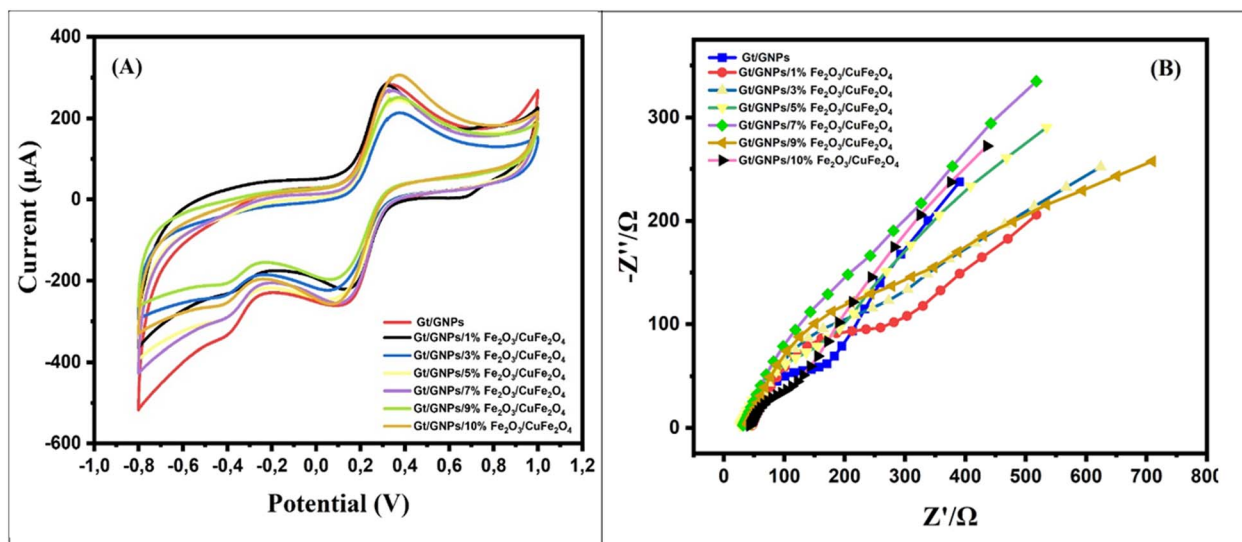 (A)
Current (µA)
400
200
0
-200
-400
-600
-1,0
-0,8
-0,6
-0,4
-0,2
0,0
0,2
0,4
0,6
0,8
1,0
1,2
Potential (V)
Gt/GNPs
Gt/GNPs/1% Fe₂O₃/CuFe₂O₄
Gt/GNPs/3% Fe₂O₃/CuFe₂O₄
Gt/GNPs/5% Fe₂O₃/CuFe₂O₄
Gt/GNPs/7% Fe₂O₃/CuFe₂O₄
Gt/GNPs/9% Fe₂O₃/CuFe₂O₄
Gt/GNPs/10% Fe₂O₃/CuFe₂O₄
(B)
-Z''/Ω
300
200
100
0
0
100
200
300
400
500
600
700
800
Z'/Ω
Gt/GNPs
Gt/GNPs/1% Fe₂O₃/CuFe₂O₄
Gt/GNPs/3% Fe₂O₃/CuFe₂O₄
Gt/GNPs/5% Fe₂O₃/CuFe₂O₄
Gt/GNPs/7% Fe₂O₃/CuFe₂O₄
Gt/GNPs/9% Fe₂O₃/CuFe₂O₄
Gt/GNPs/10% Fe₂O₃/CuFe₂O₄